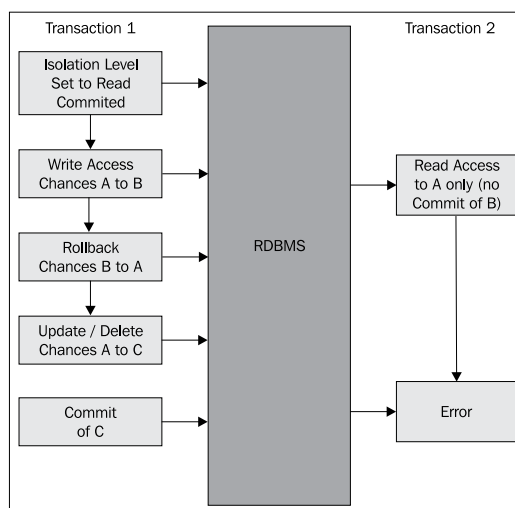 Transaction 1
Transaction 2
Isolation Level
Set to Read
Commited
Write Access
Chances A to B
Rollback
Chances B to A
Update / Delete
Chances A to C
Commit
of C
RDBMS
Read Access
to A only (no
Commit of B)
Error